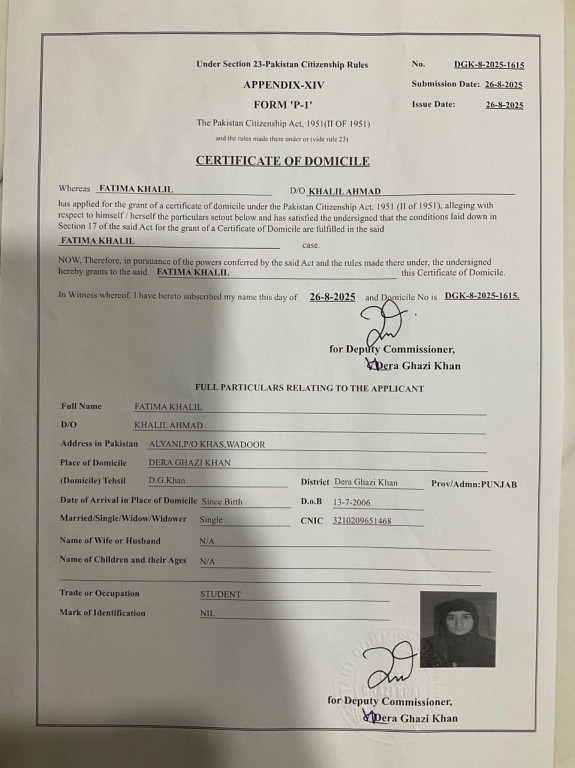 Under Section 23-Pakistan Citizenship Rules
No. DGK-8-2025-1615
APPENDIX-XIV
Submission Date: 26-8-2025
FORM 'P-1'
Issue Date: 26-8-2025
The Pakistan Citizenship Act, 1951(II OF 1951)
and the rules made there under or (vide rule 23)
CERTIFICATE OF DOMICILE
Whereas FATIMA KHALIL D/O KHALIL AHMAD
has applied for the grant of a certificate of domicile under the Pakistan Citizenship Act. 1951 (II of 1951), alleging with
respect to himself / herself the particulars setout below and has satisfied the undersigned that the conditions laid down in
Section 17 of the said Act for the grant of a Certificate of Domicile are fulfilled in the said
FATIMA KHALIL case.
NOW, Therefore, in pursuance of the powers conferred by the said Act and the rules made there under, the undersigned
hereby grants to the said FATIMA KHALIL this Certificate of Domicile.
In Witness whereof, I have hereto subscribed my name this day of 26-8-2025 and Domicile No is DGK-8-2025-1615.
for Deputy Commissioner,
Dera Ghazi Khan
FULL PARTICULARS RELATING TO THE APPLICANT
Full Name FATIMA KHALIL
D/O KHALIL AHMAD
Address in Pakistan ALYANI,P/O KHAS,WADOOR
Place of Domicile DERA GHAZI KHAN
(Domicile) Tehsil D.G.Khan District Dera Ghazi Khan Prov/Admn:PUNJAB
Date of Arrival in Place of Domicile Since Birth D.o.B 13-7-2006
Married/Single/Widow/Widower Single CNIC 3210209651468
Name of Wife or Husband N/A
Name of Children and their Ages N/A
Trade or Occupation STUDENT
Mark of Identification NIL
for Deputy Commissioner,
Dera Ghazi Khan